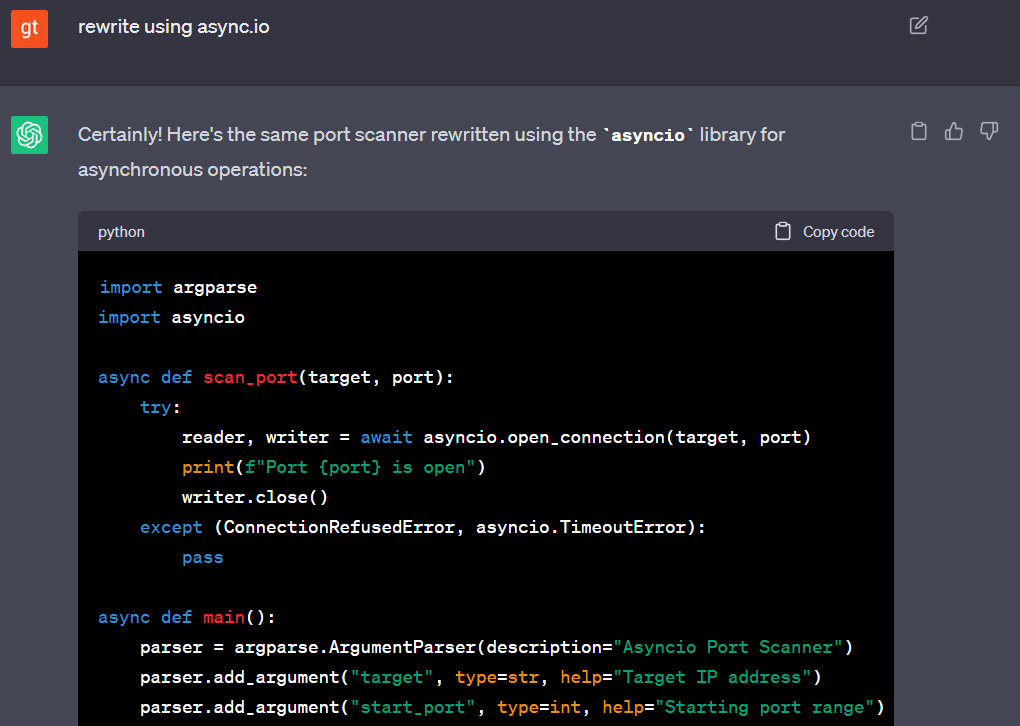 gt
rewrite using async.io
Certainly! Here's the same port scanner rewritten using the `asyncio` library for
asynchronous operations:
python
Copy code
import argparse
import asyncio
async def scan_port(target, port):
    try:
        reader, writer = await asyncio.open_connection(target, port)
        print(f"Port {port} is open")
        writer.close()
    except (ConnectionRefusedError, asyncio.TimeoutError):
        pass
async def main():
    parser = argparse.ArgumentParser(description="Asyncio Port Scanner")
    parser.add_argument("target", type=str, help="Target IP address")
    parser.add_argument("start_port", type=int, help="Starting port range")